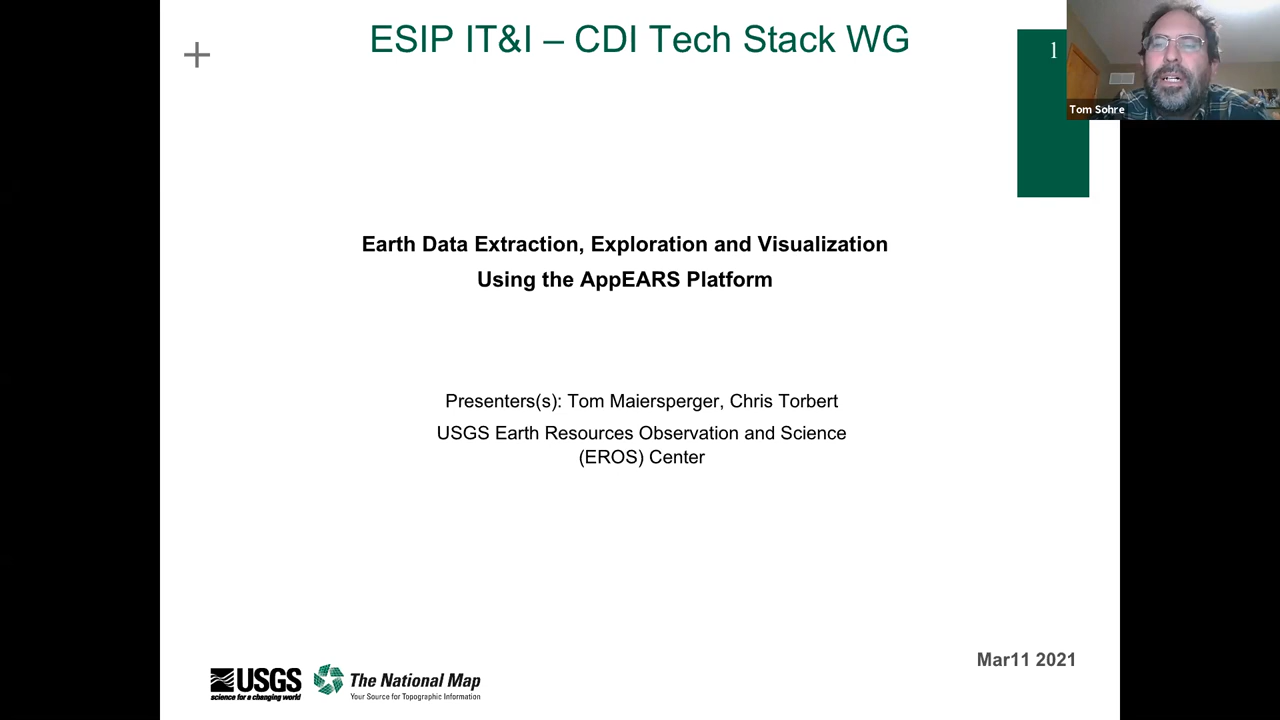 ESIP IT&I – CDI Tech Stack WG
1
Tom Sohre
Earth Data Extraction, Exploration and Visualization
Using the AppEARS Platform
Presenters(s): Tom Maiersperger, Chris Torbert
USGS Earth Resources Observation and Science
(EROS) Center
Mar11 2021
USGS
science for a changing world
The National Map
Your Source for Topographic Information